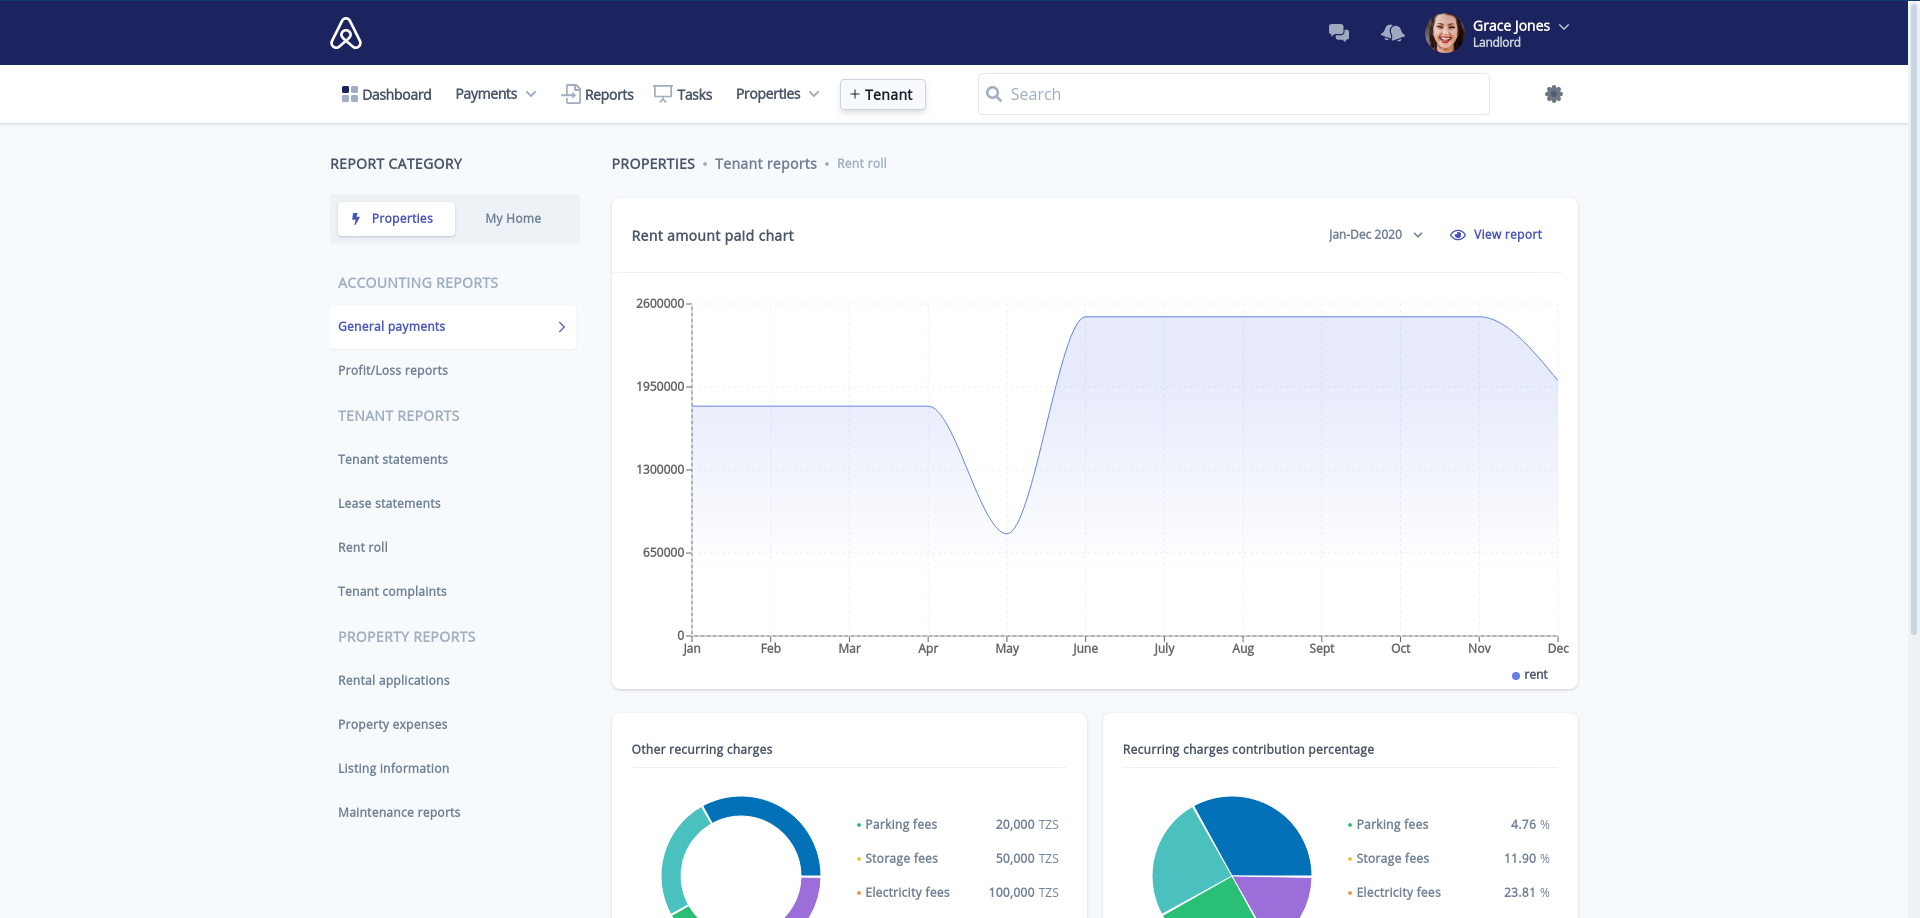 Grace Jones
Landlord
Dashboard
Payments
Reports
Tasks
Properties
+ Tenant
Search
REPORT CATEGORY
Properties
My Home
ACCOUNTING REPORTS
General payments
Profit/Loss reports
TENANT REPORTS
Tenant statements
Lease statements
Rent roll
Tenant complaints
PROPERTY REPORTS
Rental applications
Property expenses
Listing information
Maintenance reports
PROPERTIES • Tenant reports • Rent roll
Rent amount paid chart
Jan-Dec 2020
View report
2600000
1950000
1300000
650000
0
Jan Feb Mar Apr May June July Aug Sept Oct Nov Dec
rent
Other recurring charges
• Parking fees 20,000 TZS
• Storage fees 50,000 TZS
• Electricity fees 100,000 TZS
Recurring charges contribution percentage
• Parking fees 4.76 %
• Storage fees 11.90 %
• Electricity fees 23.81 %